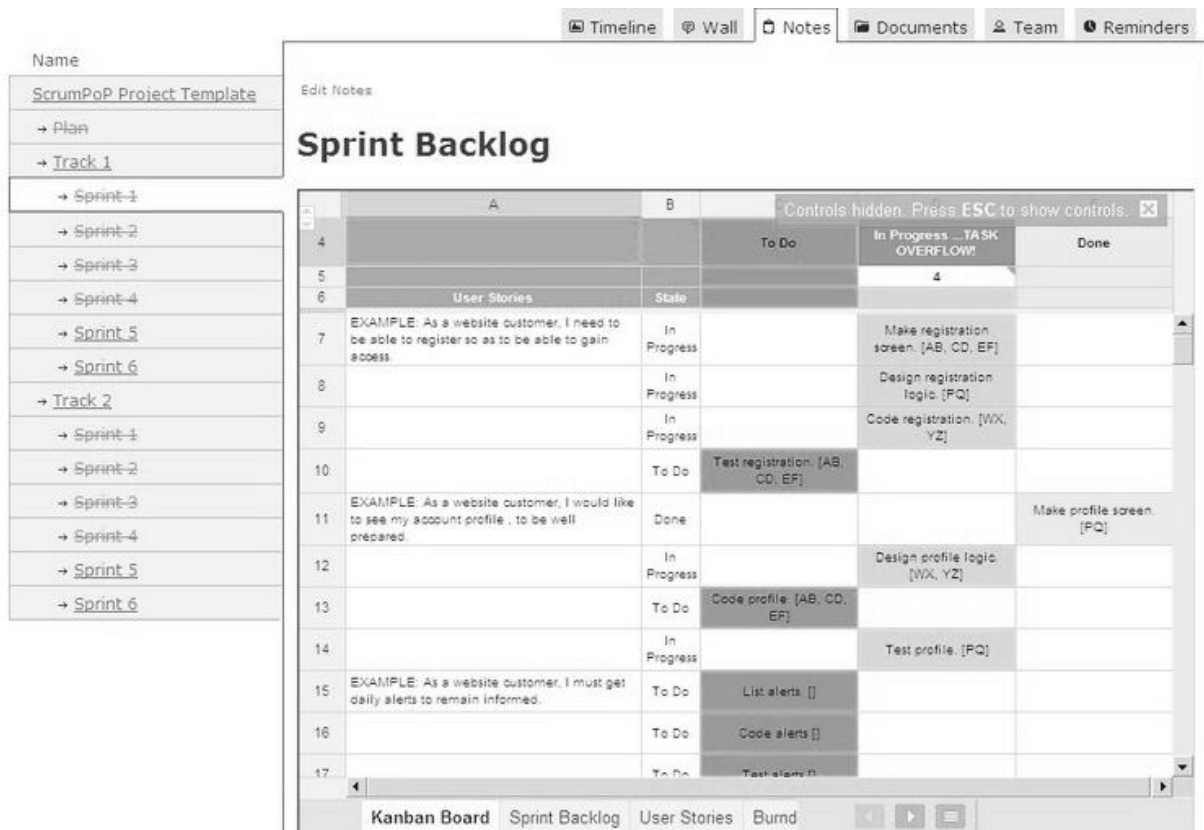 Timeline Wall Notes Documents Team Reminders
Name
ScrumPoP Project Template
→ Plan
→ Track 1
→ Sprint 1
→ Sprint 2
→ Sprint 3
→ Sprint 4
→ Sprint 5
→ Sprint 6
→ Track 2
→ Sprint 1
→ Sprint 2
→ Sprint 3
→ Sprint 4
→ Sprint 5
→ Sprint 6
Edit Notes
Sprint Backlog
A B
Controls hidden. Press ESC to show controls.
4 To Do In Progress ...TASK Done
OVERFLOW!
5 4
6 User Stories State
7 EXAMPLE: As a website customer, I need to
be able to register so as to be able to gain
access.
In
Progress
Make registration
screen. [AB, CD, EF]
8 In
Progress
Design registration
logic. [PQ]
9 In
Progress
Code registration. [WX,
YZ]
10 To Do Test registration. [AB,
CD, EF]
11 EXAMPLE: As a website customer, I would like
to see my account profile , to be well
prepared.
Done
Make profile screen.
[PQ]
12 In
Progress
Design profile logic.
[WX, YZ]
13 To Do Code profile. [AB, CD,
EF]
14 In
Progress
Test profile. [PQ]
15 EXAMPLE: As a website customer, I must get
daily alerts to remain informed.
To Do List alerts. []
16 To Do Code alerts []
17 To Do Test alerts []
Kanban Board Sprint Backlog User Stories Burnd